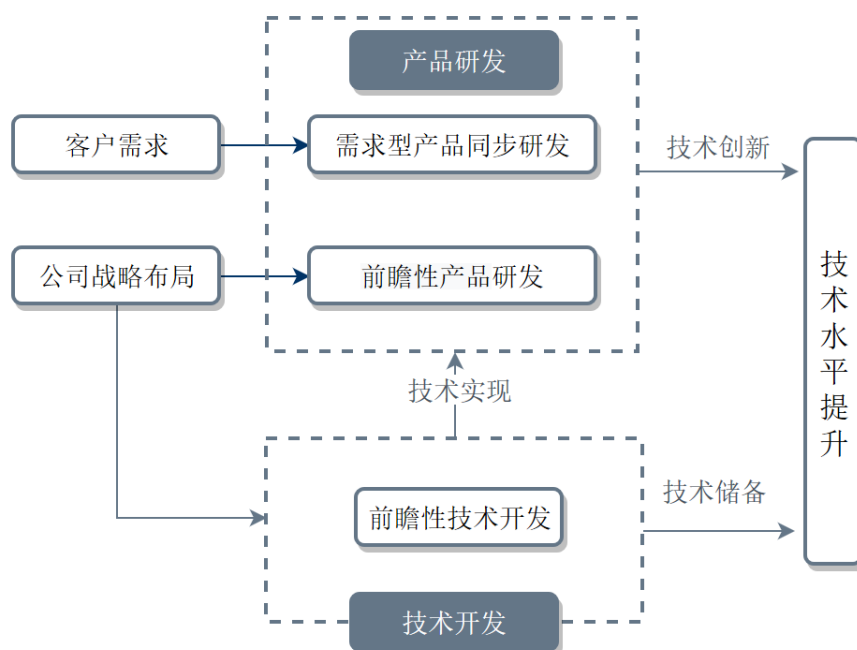 产品研发
客户需求
需求型产品同步研发
技术创新
公司战略布局
前瞻性产品研发
技术水平提升
技术实现
技术储备
前瞻性技术开发
技术开发